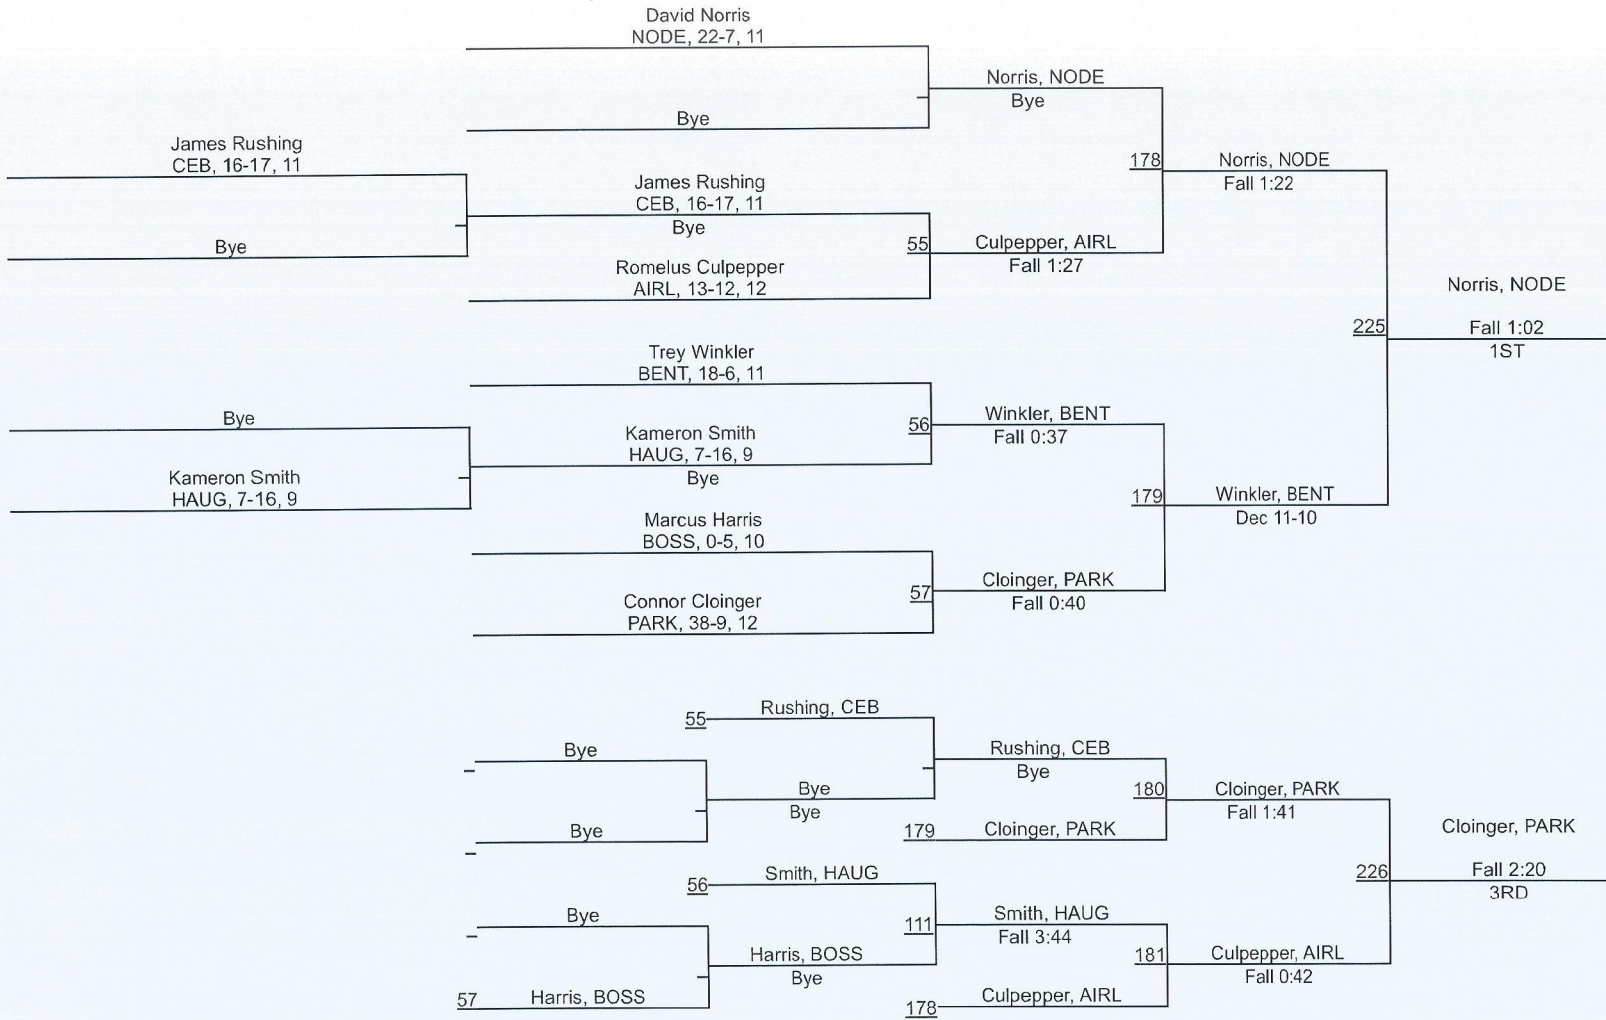 David Norris
NODE, 22-7, 11
Norris, NODE
Bye
Bye
James Rushing
CEB, 16-17, 11
178
Norris, NODE
Fall 1:22
James Rushing
CEB, 16-17, 11
Bye
Bye
55
Culpepper, AIRL
Fall 1:27
Romelus Culpepper
AIRL, 13-12, 12
Norris, NODE
225
Fall 1:02
1ST
Trey Winkler
BENT, 18-6, 11
Bye
56
Winkler, BENT
Fall 0:37
Kameron Smith
HAUG, 7-16, 9
Bye
Kameron Smith
HAUG, 7-16, 9
179
Winkler, BENT
Dec 11-10
Marcus Harris
BOSS, 0-5, 10
57
Cloinger, PARK
Fall 0:40
Connor Cloinger
PARK, 38-9, 12
55
Rushing, CEB
Bye
Rushing, CEB
Bye
Bye
Bye
180
Cloinger, PARK
Fall 1:41
Bye
179
Cloinger, PARK
Cloinger, PARK
226
Fall 2:20
3RD
56
Smith, HAUG
Bye
111
Smith, HAUG
Fall 3:44
Harris, BOSS
Bye
181
Culpepper, AIRL
Fall 0:42
57
Harris, BOSS
178
Culpepper, AIRL